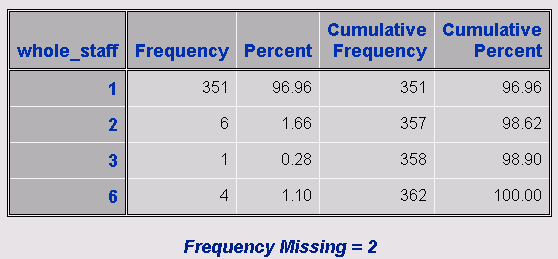 whole_staff Frequency Percent Cumulative Frequency Cumulative Percent
1 351 96.96 351 96.96
2 6 1.66 357 98.62
3 1 0.28 358 98.90
6 4 1.10 362 100.00
Frequency Missing = 2